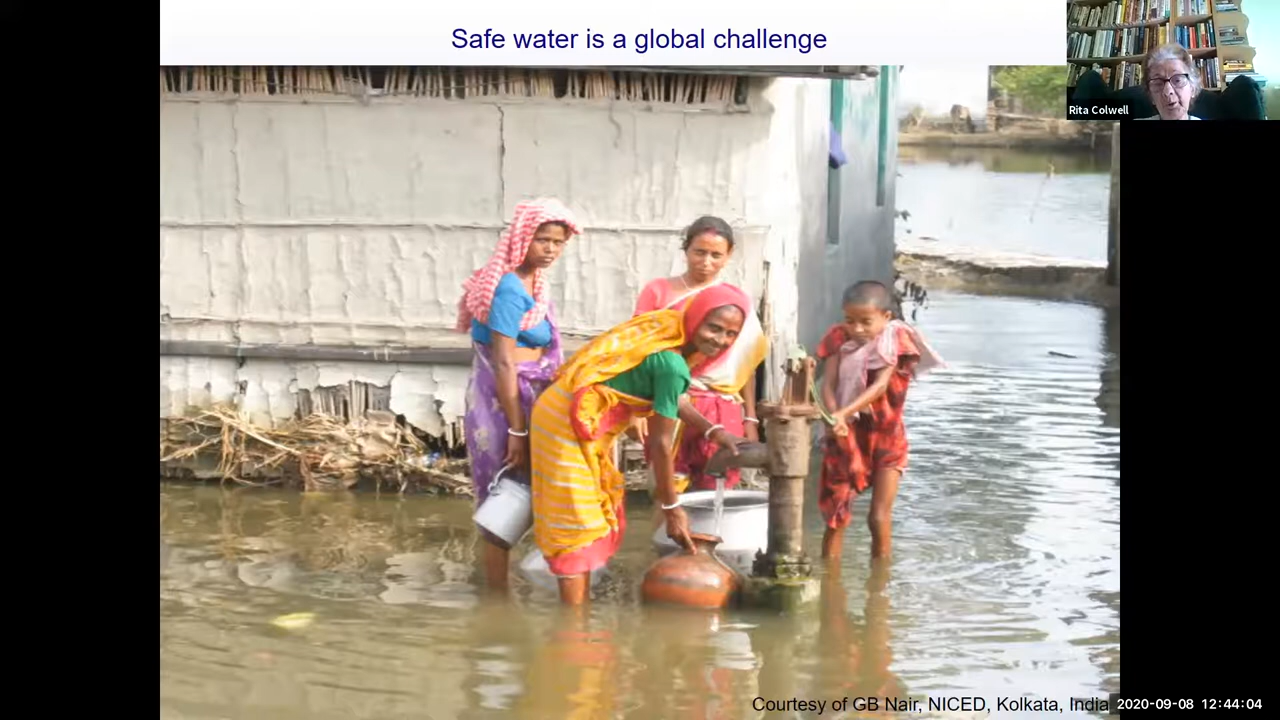 Safe water is a global challenge
Rita Colwell
Courtesy of GB Nair, NICED, Kolkata, India
2020-09-08 12:44:04